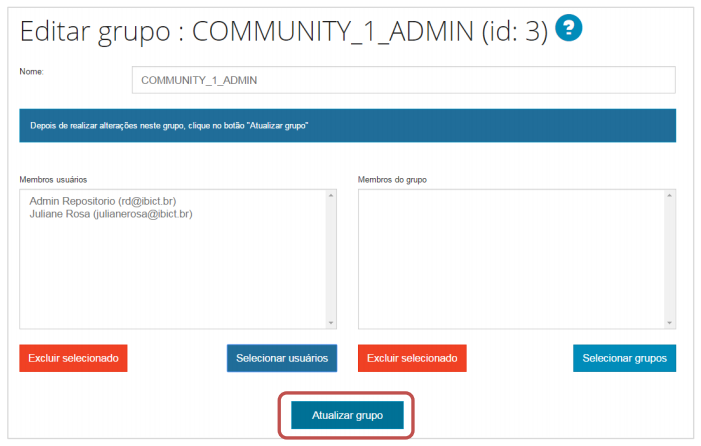 Editar grupo : COMMUNITY_1_ADMIN (id: 3) ?
Nome:
COMMUNITY_1_ADMIN
Depois de realizar alterações neste grupo, clique no botão "Atualizar grupo"
Membros usuários
Membros do grupo
Admin Repositorio (rd@ibict.br)
Juliane Rosa (julianerosa@ibict.br)
Excluir selecionado
Selecionar usuários
Excluir selecionado
Selecionar grupos
Atualizar grupo